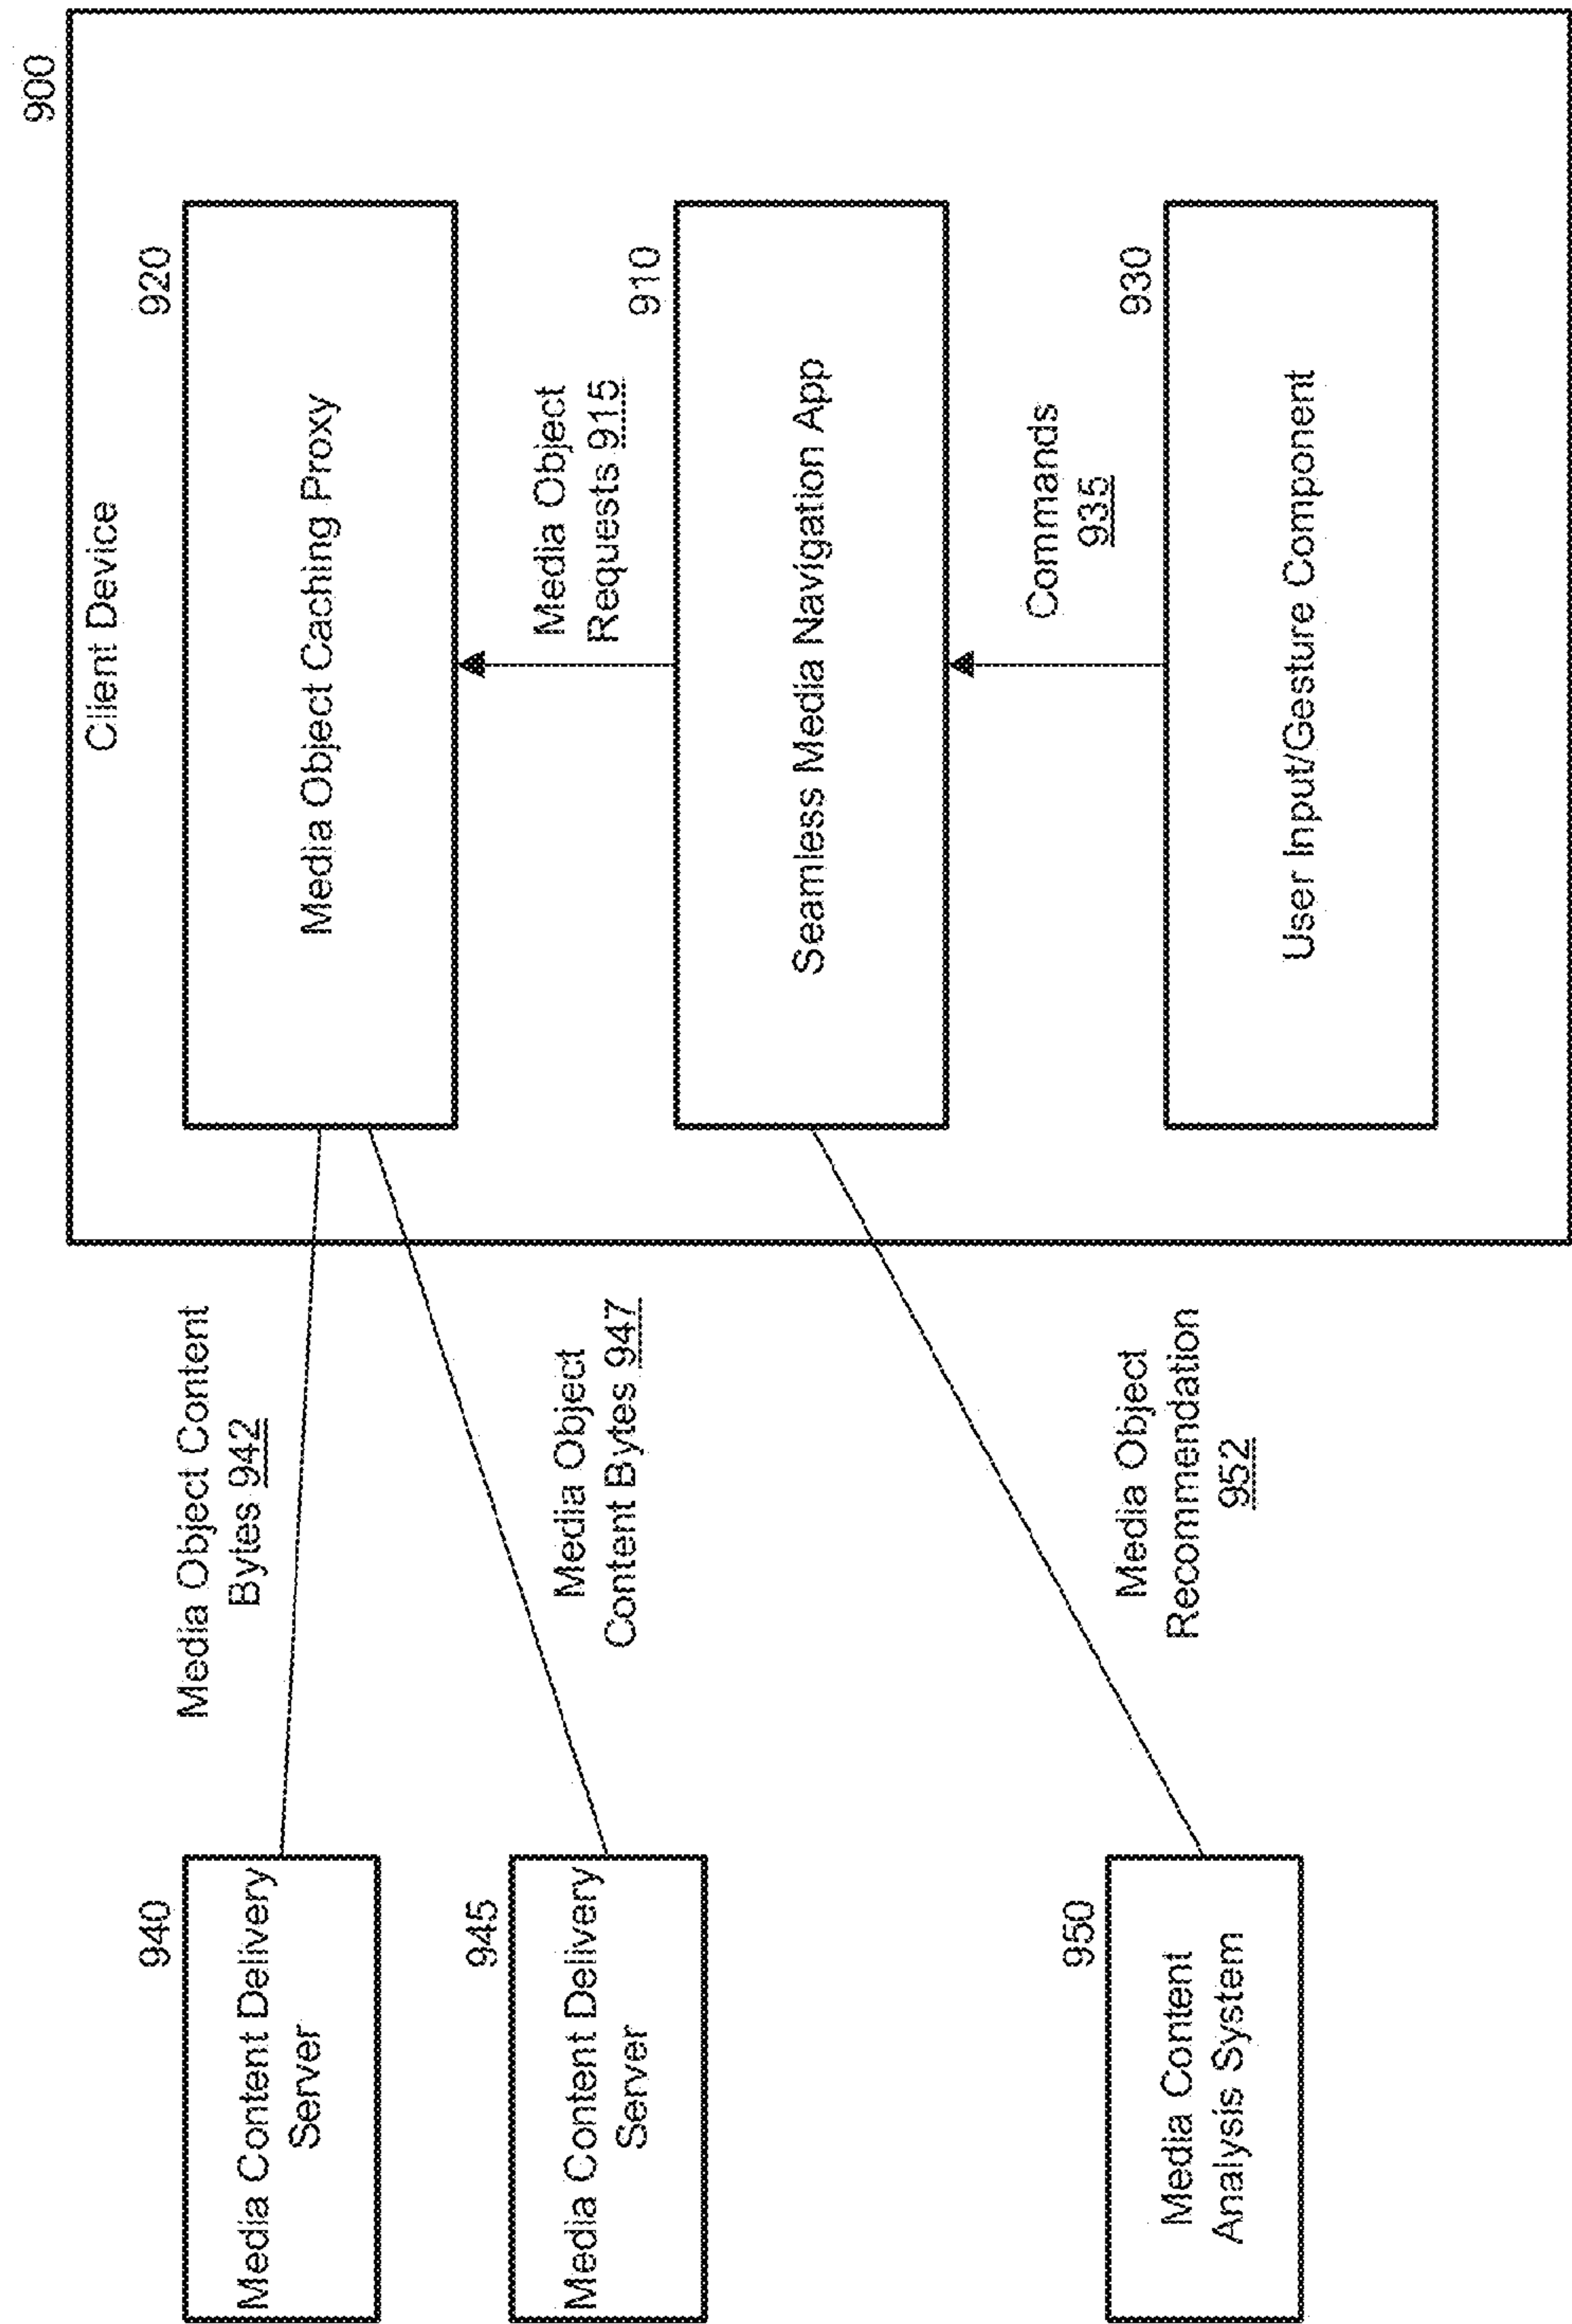 900
Client Device
940
Media Content Delivery
Server
Media Object Content
Bytes 942
920
Media Object Caching Proxy
945
Media Content Delivery
Server
Media Object
Content Bytes 947
Media Object
Requests 915
910
Seamless Media Navigation App
950
Media Content
Analysis System
Media Object
Recommendation
952
Commands
935
930
User Input/Gesture Component